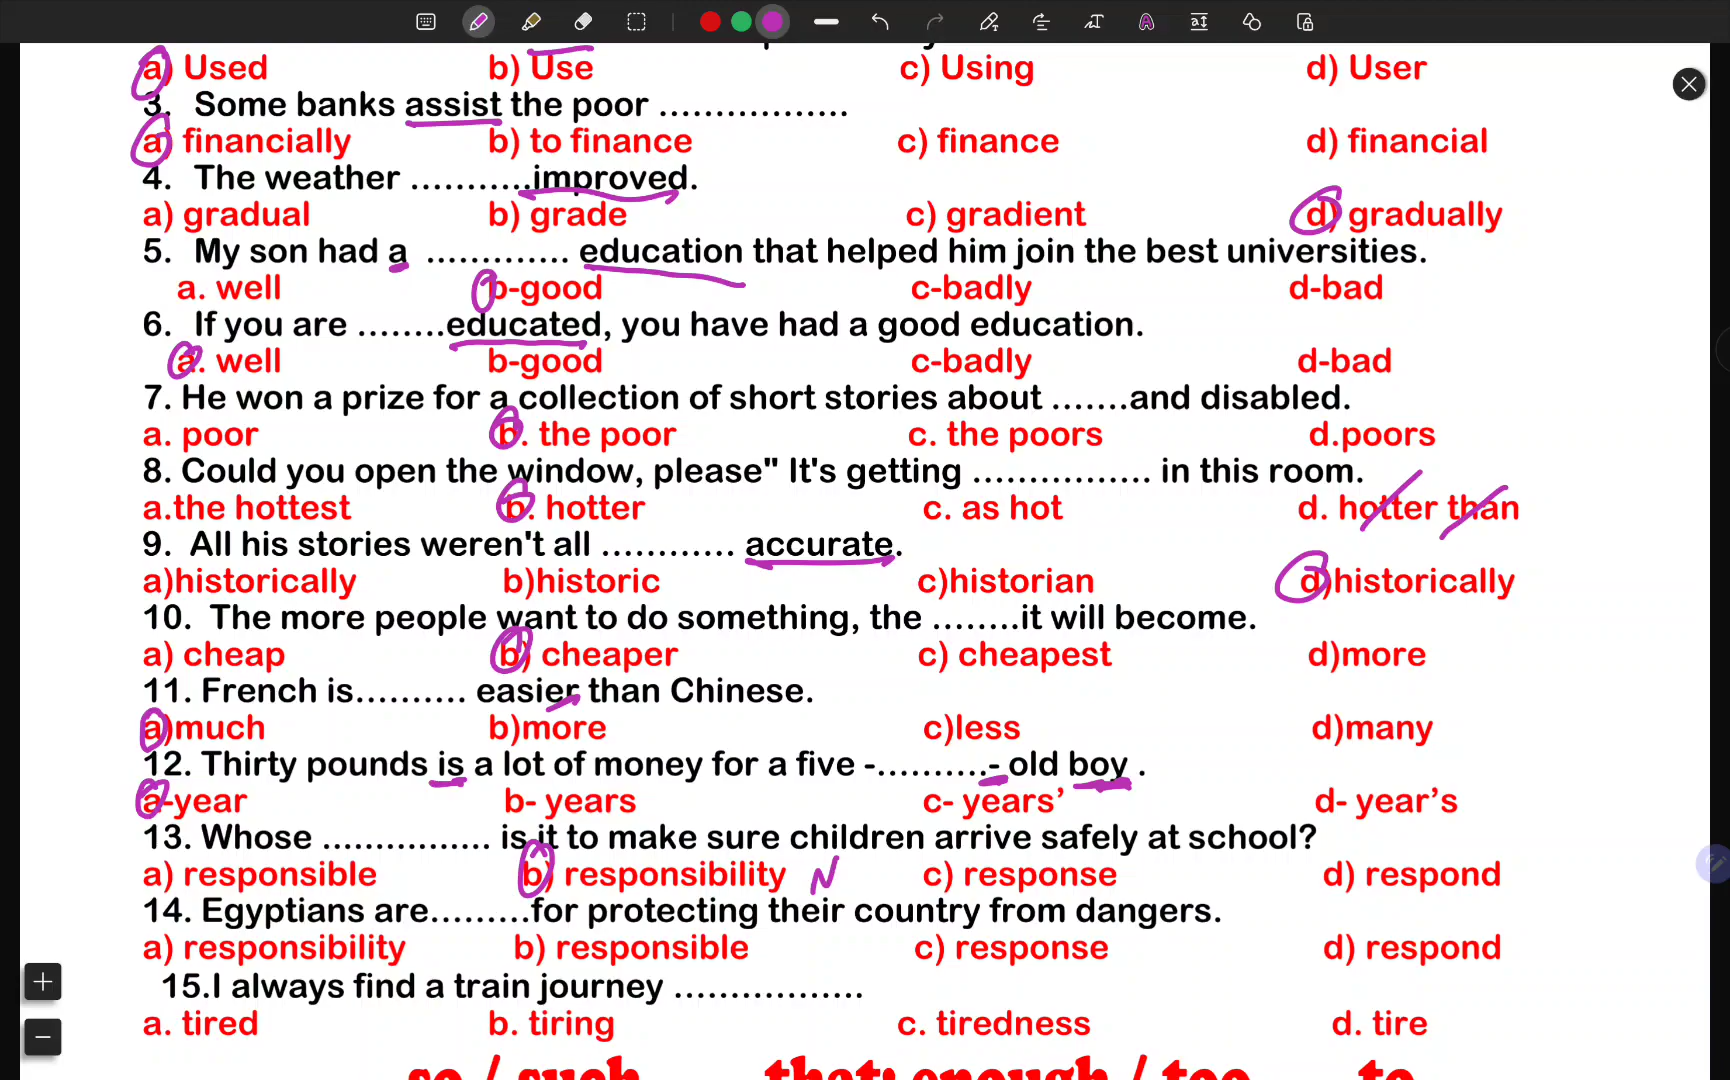 a) Used b) Use c) Using d) User
3. Some banks assist the poor ..................
a) financially b) to finance c) finance d) financial
4. The weather ............improved.
a) gradual b) grade c) gradient d) gradually
5. My son had a ............. education that helped him join the best universities.
a. well b-good c-badly d-bad
6. If you are ........educated, you have had a good education.
a. well b-good c-badly d-bad
7. He won a prize for a collection of short stories about .......and disabled.
a. poor b. the poor c. the poors d.poors
8. Could you open the window, please" It's getting ................ in this room.
a.the hottest b. hotter c. as hot d. hotter than
9. All his stories weren't all ............ accurate.
a)historically b)historic c)historian d)historically
10. The more people want to do something, the ........it will become.
a) cheap b) cheaper c) cheapest d)more
11. French is.......... easier than Chinese.
a)much b)more c)less d)many
12. Thirty pounds is a lot of money for a five -...........- old boy .
a-year b- years c- years’ d- year’s
13. Whose ............... is it to make sure children arrive safely at school?
a) responsible b) responsibility N c) response d) respond
14. Egyptians are.........for protecting their country from dangers.
a) responsibility b) responsible c) response d) respond
15.I always find a train journey .................
a. tired b. tiring c. tiredness d. tire
so / such that; enough / too to